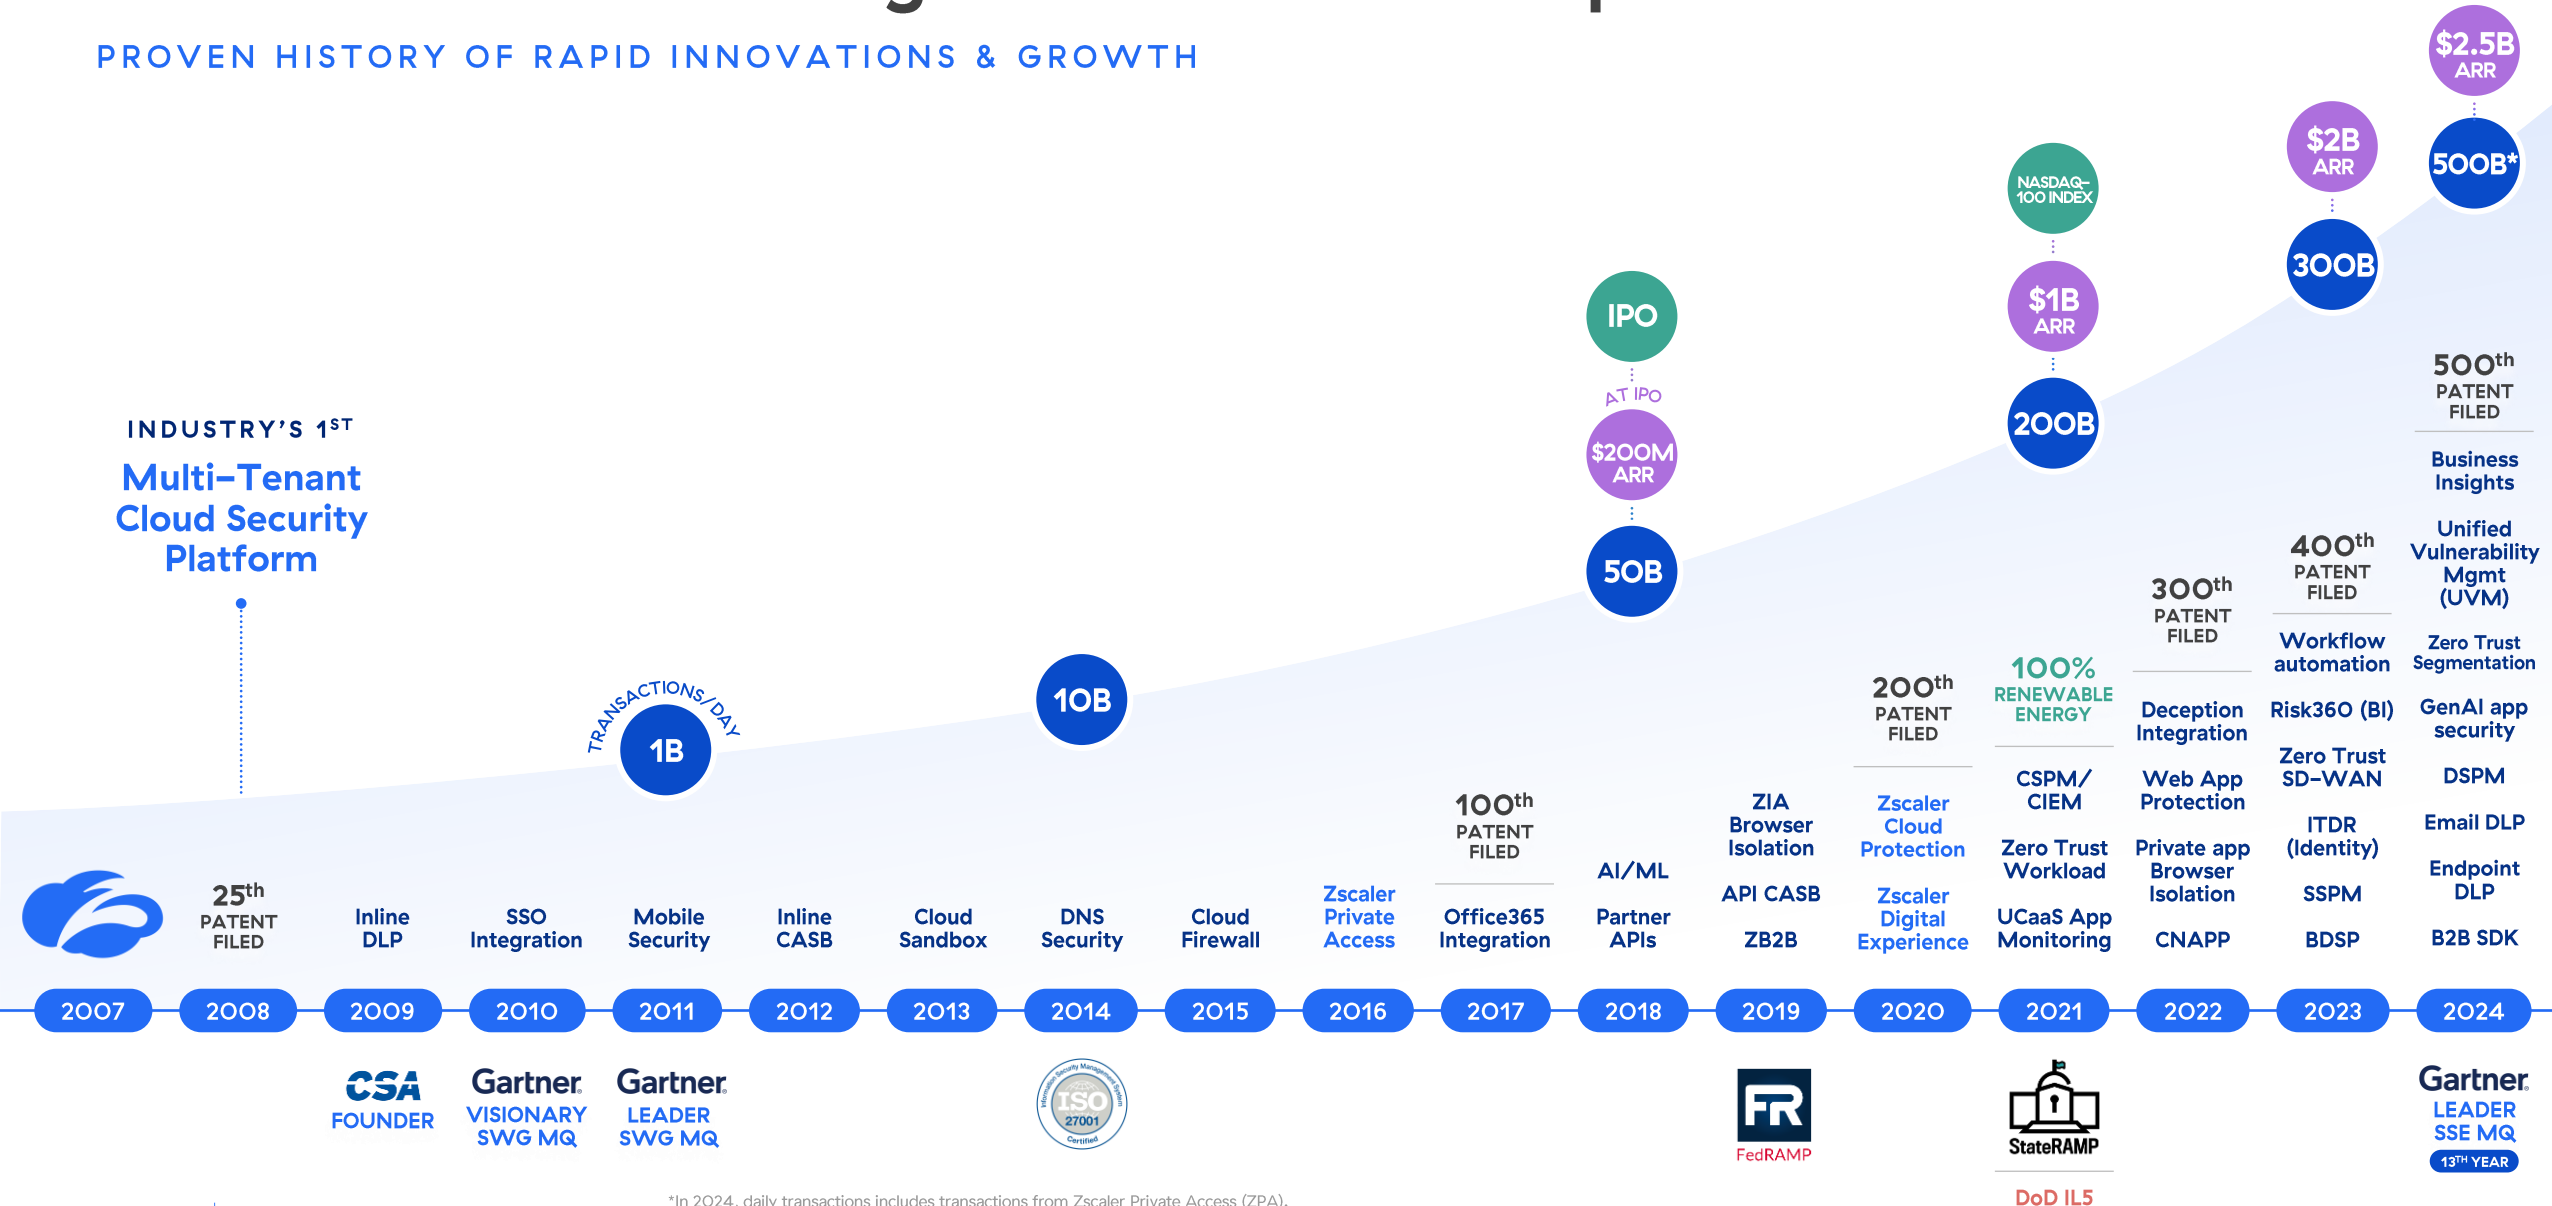 PROVEN HISTORY OF RAPID INNOVATIONS & GROWTH
INDUSTRY'S 1ST
Multi-Tenant
Cloud Security
Platform
TRANSACTIONS/DAY
1B
10B
IPO
AT IPO
$200M
ARR
50B
NASDAQ-
100 INDEX
$1B
ARR
200B
$2B
ARR
300B
$2.5B
ARR
500B*
25th
PATENT
FILED
Inline
DLP
SSO
Integration
Mobile
Security
Inline
CASB
Cloud
Sandbox
DNS
Security
Cloud
Firewall
Zscaler
Private
Access
100th
PATENT
FILED
Office365
Integration
AI/ML
Partner
APIs
ZIA
Browser
Isolation
API CASB
ZB2B
200th
PATENT
FILED
Zscaler
Cloud
Protection
Zscaler
Digital
Experience
100%
RENEWABLE
ENERGY
CSPM/
CIEM
Zero Trust
Workload
UCaaS App
Monitoring
300th
PATENT
FILED
Deception
Integration
Web App
Protection
Private app
Browser
Isolation
CNAPP
400th
PATENT
FILED
Workflow
automation
Risk360 (BI)
Zero Trust
SD-WAN
ITDR
(Identity)
SSPM
BDSP
500th
PATENT
FILED
Business
Insights
Unified
Vulnerability
Mgmt
(UVM)
Zero Trust
Segmentation
GenAI app
security
DSPM
Email DLP
Endpoint
DLP
B2B SDK
2007
2008
2009
2010
2011
2012
2013
2014
2015
2016
2017
2018
2019
2020
2021
2022
2023
2024
CSA
FOUNDER
Gartner
VISIONARY
SWG MQ
Gartner
LEADER
SWG MQ
Information Security Management System
ISO
27001
Certified
FR
FedRAMP
StateRAMP
DoD IL5
Gartner
LEADER
SSE MQ
13TH YEAR
*In 2024, daily transactions includes transactions from Zscaler Private Access (ZPA).